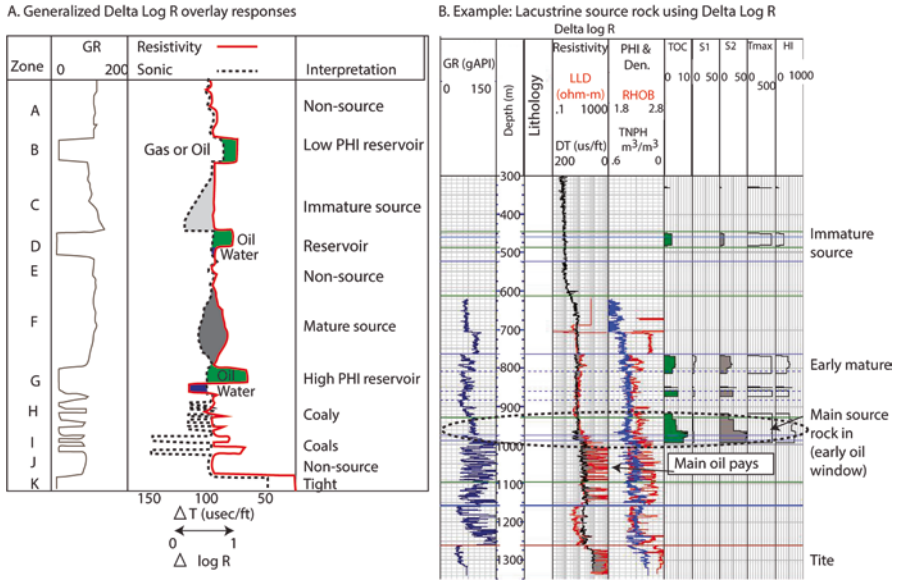 A. Generalized Delta Log R overlay responses
GR
Resistivity
Zone
0
200
Sonic
Interpretation
A
Non-source
B
Gas or Oil
Low PHI reservoir
C
Immature source
D
Oil
Water
Reservoir
E
Non-source
F
Mature source
G
Oil
Water
High PHI reservoir
H
Coaly
I
Coals
J
Non-source
K
Tight
150
100
50
Δ T (usec/ft)
0
1
Δ log R
B. Example: Lacustrine source rock using Delta Log R
Delta log R
GR (gAPI)
0
150
Depth (m)
Lithology
Resistivity
LLD
(ohm-m)
.1
1000
DT (us/ft)
200
0
PHI &
Den.
RHOB
1.8
2.8
TNPH
m³/m³
.6
0
TOC
S1
S2
Tmax
HI
0
10
0
50
0
500
500
0
1000
300
400
500
600
700
800
900
1000
1100
1200
1300
Immature
source
Early mature
Main source
rock in
(early oil
window)
Main oil pays
Tite